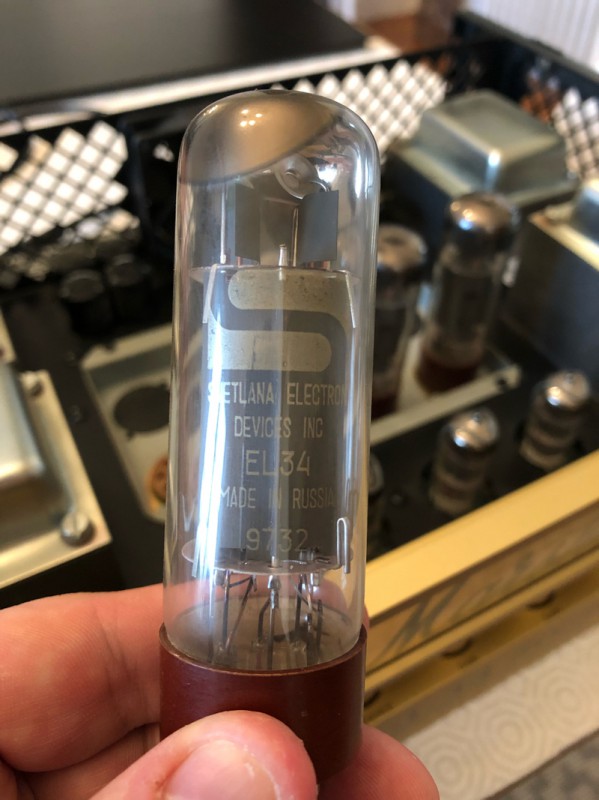 SVETLANA ELECTRON
DEVICES INC
EL34
MADE IN RUSSIA
9732